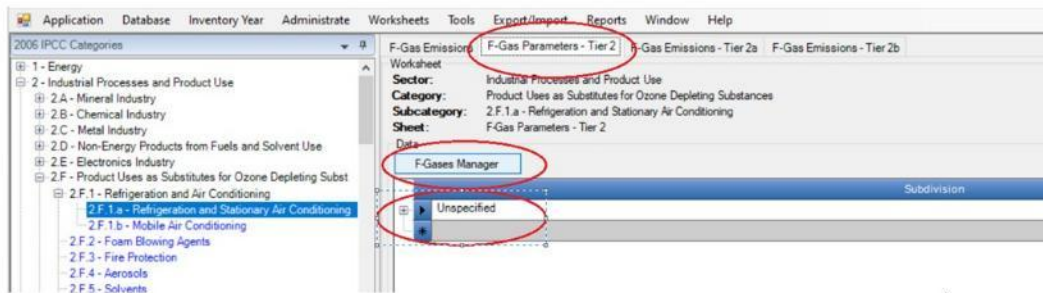 Application Database Inventory Year Administrate Worksheets Tools Export/Import Reports Window Help
2006 IPCC Categories
1 - Energy
2 - Industrial Processes and Product Use
2.A - Mineral Industry
2.B - Chemical Industry
2.C - Metal Industry
2.D - Non-Energy Products from Fuels and Solvent Use
2.E - Electronics Industry
2.F - Product Uses as Substitutes for Ozone Depleting Subst
2.F.1 - Refrigeration and Air Conditioning
2.F.1.a - Refrigeration and Stationary Air Conditioning
2.F.1.b - Mobile Air Conditioning
2.F.2 - Foam Blowing Agents
2.F.3 - Fire Protection
2.F.4 - Aerosols
2.F.5 - Solvents
F-Gas Emissions F-Gas Parameters - Tier 2 F-Gas Emissions - Tier 2a F-Gas Emissions - Tier 2b
Worksheet
Sector: Industrial Processes and Product Use
Category: Product Uses as Substitutes for Ozone Depleting Substances
Subcategory: 2.F.1.a - Refrigeration and Stationary Air Conditioning
Sheet: F-Gas Parameters - Tier 2
Data
F-Gases Manager
Subdivision
Unspecified